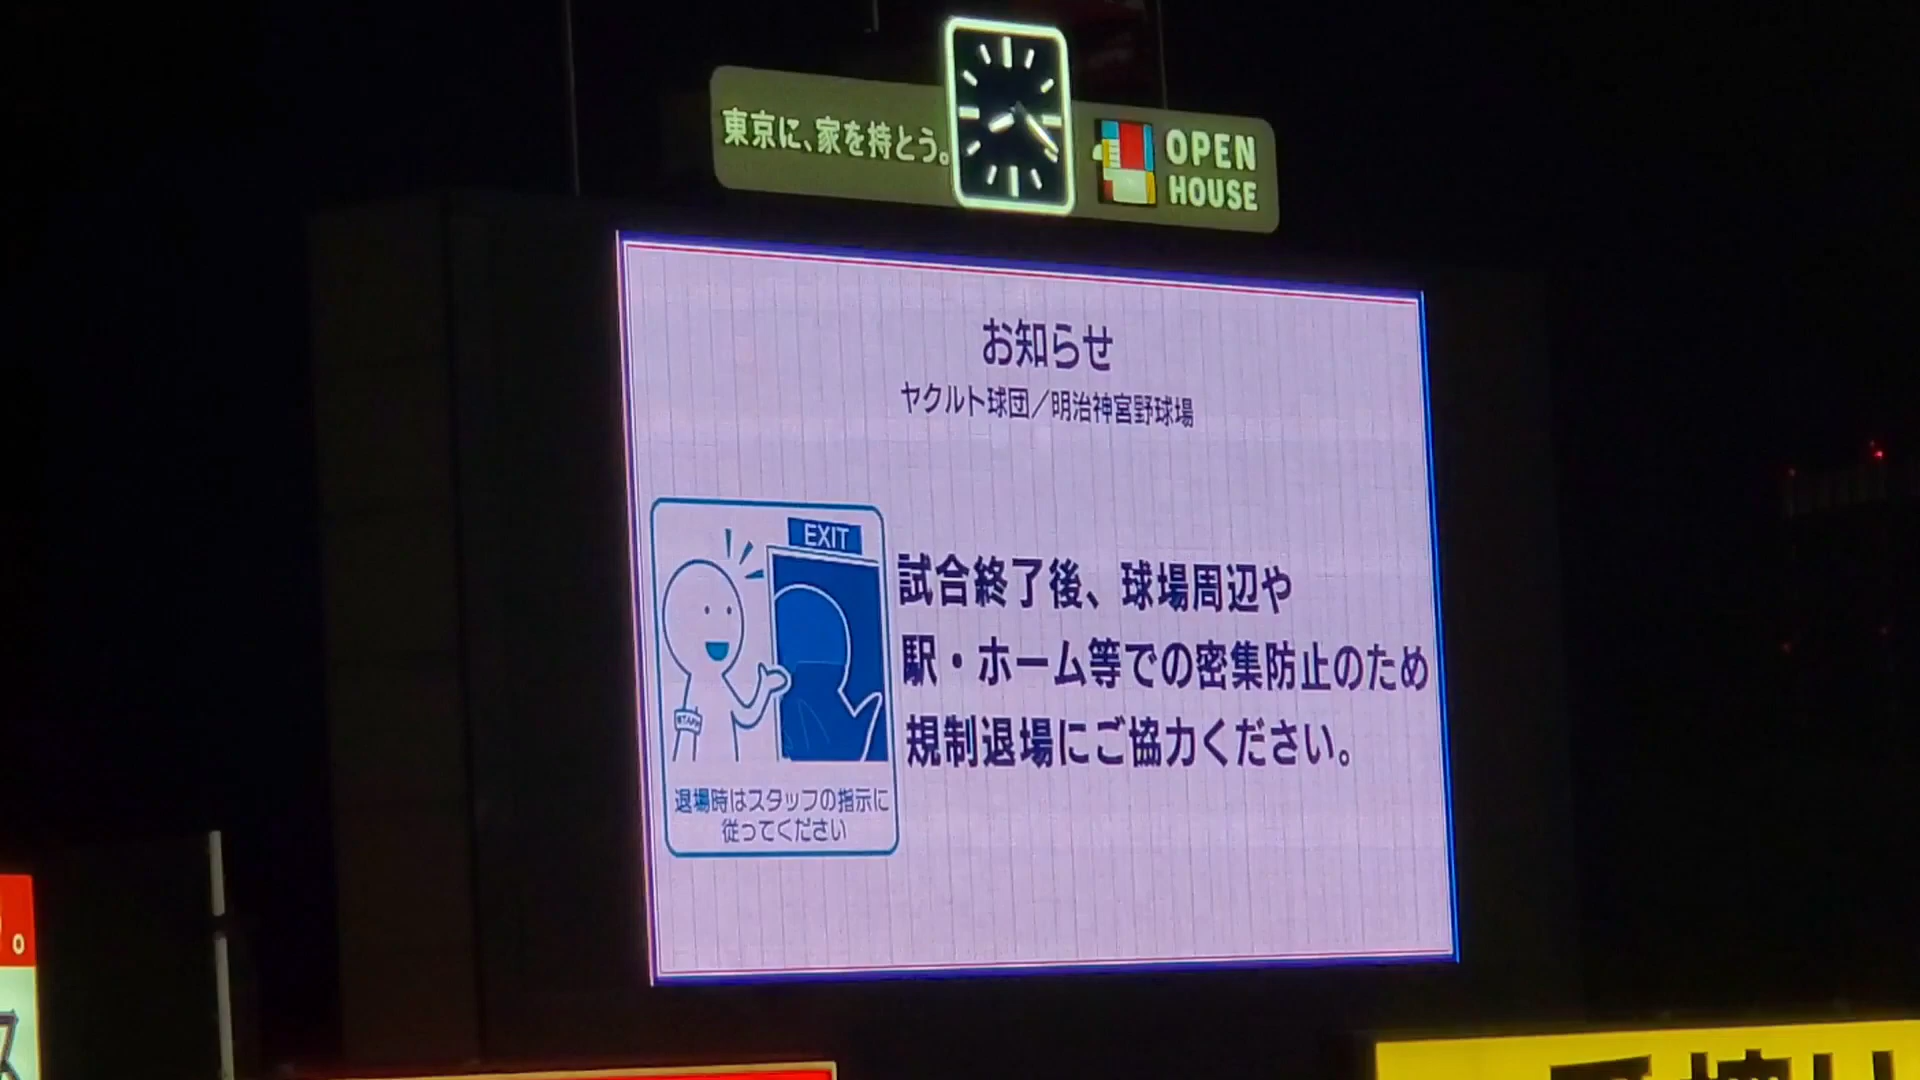 東京に、家を持とう。
OPEN
HOUSE
お知らせ
ヤクルト球団／明治神宮野球場
EXIT
STAFF
試合終了後、球場周辺や
駅・ホーム等での密集防止のため
規制退場にご協力ください。
退場時はスタッフの指示に
従ってください